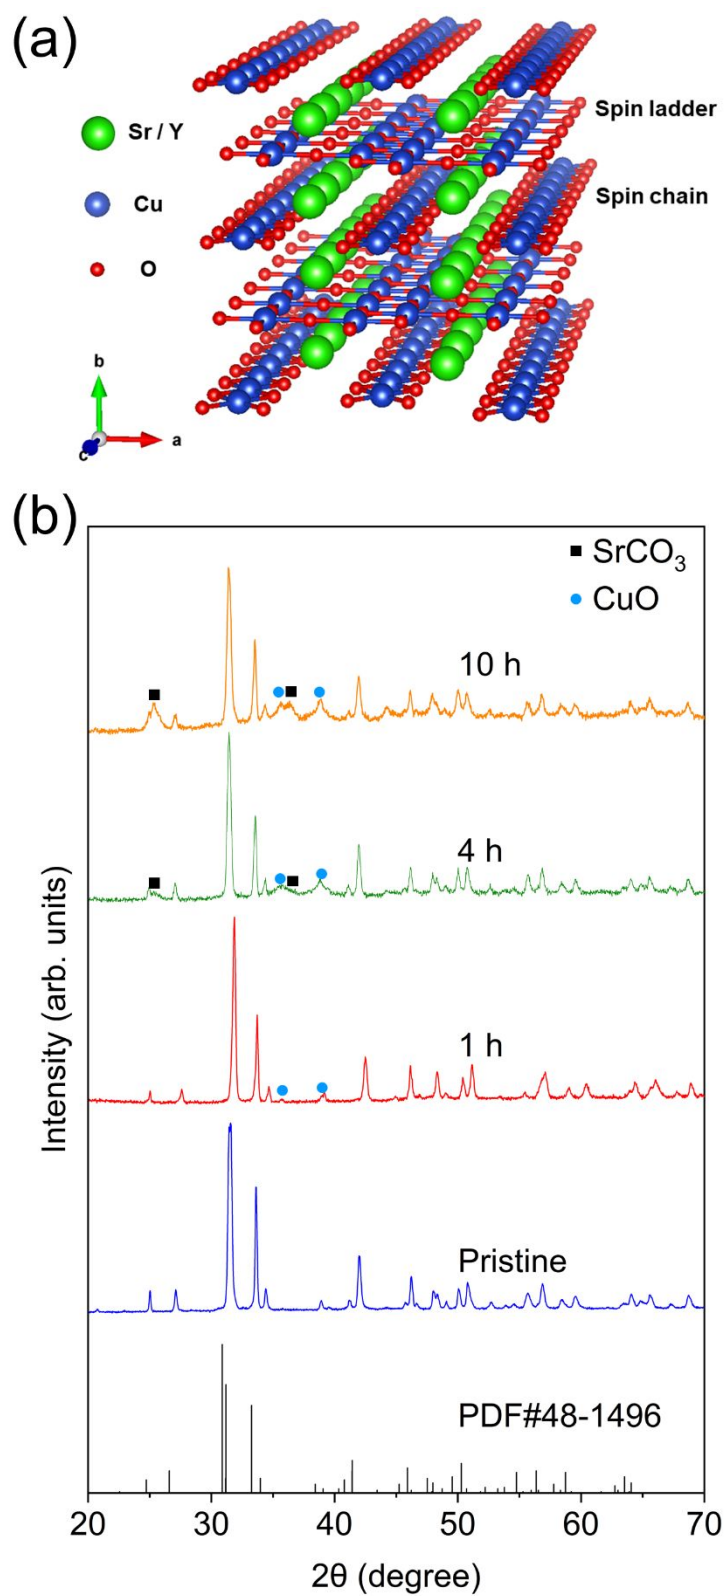 (a)
Sr / Y
Cu
O
Spin ladder
Spin chain
b
a
c
(b)
SrCO₃
CuO
10 h
4 h
1 h
Pristine
PDF#48-1496
Intensity (arb. units)
20 30 40 50 60 70
2θ (degree)